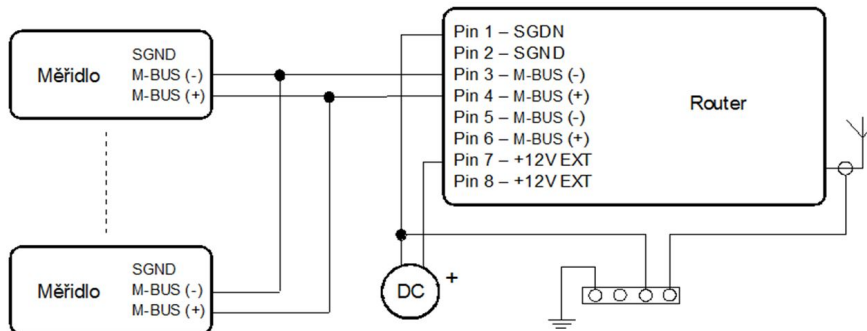 SGND
Měřidlo
M-BUS (-)
M-BUS (+)
Pin 1 – SGDN
Pin 2 – SGND
Pin 3 – M-BUS (-)
Pin 4 – M-BUS (+)
Pin 5 – M-BUS (-)
Pin 6 – M-BUS (+)
Pin 7 – +12V EXT
Pin 8 – +12V EXT
Router
SGND
Měřidlo
M-BUS (-)
M-BUS (+)
DC
+